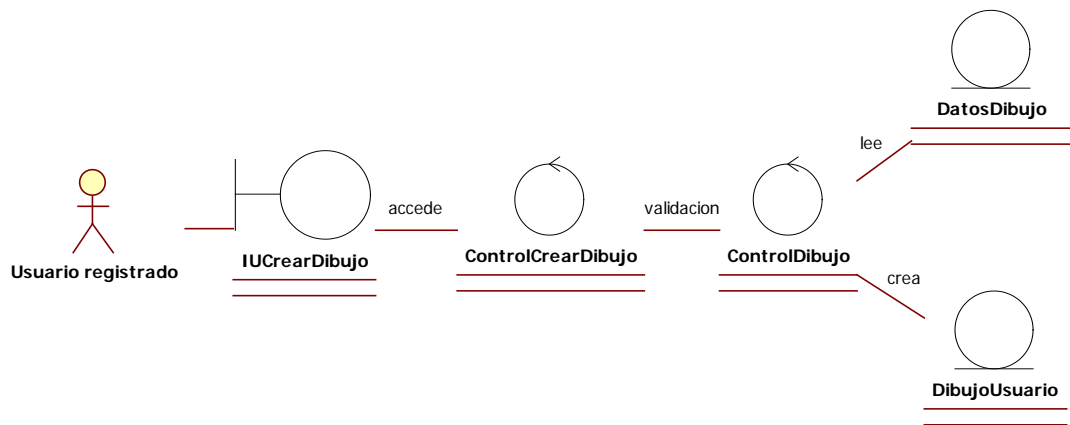 DatosDibujo
lee
accede
validacion
IUCrearDibujo
ControlCrearDibujo
ControlDibujo
Usuario registrado
crea
DibujoUsuario